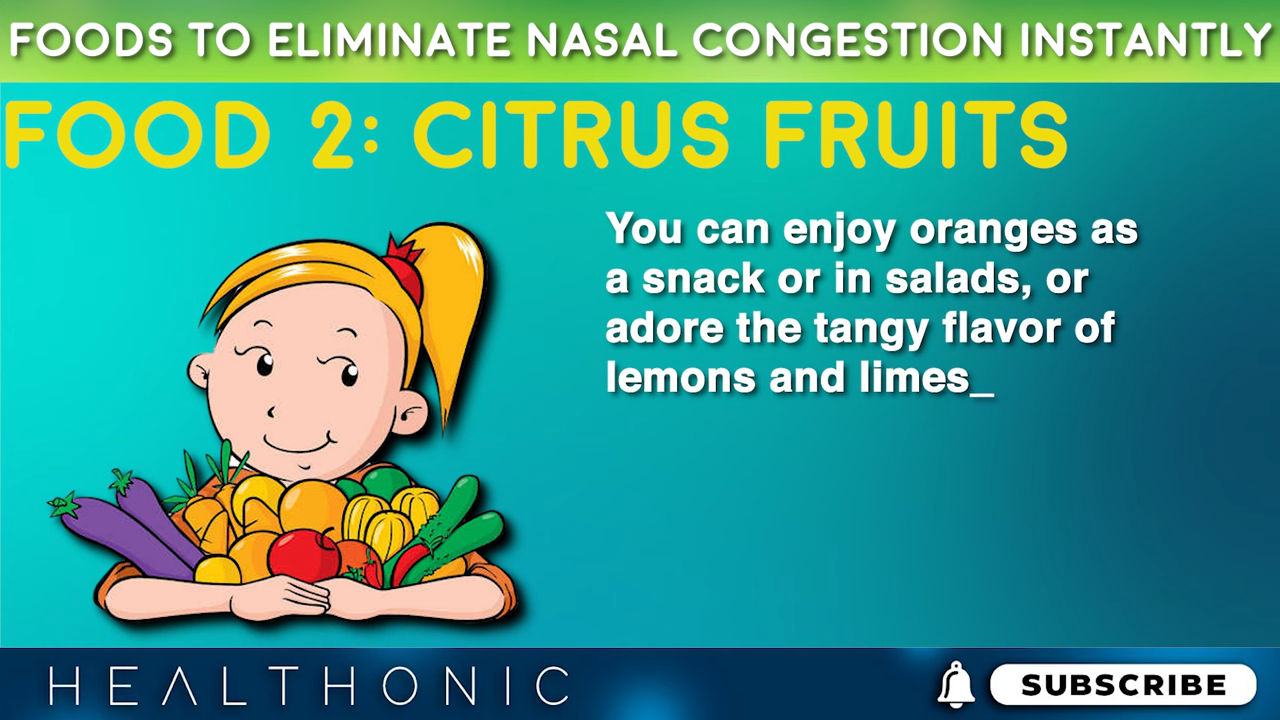 FOODS TO ELIMINATE NASAL CONGESTION INSTANTLY
FOOD 2: CITRUS FRUITS
You can enjoy oranges as
a snack or in salads, or
adore the tangy flavor of
lemons and limes_
HEALTHONIC
SUBSCRIBE